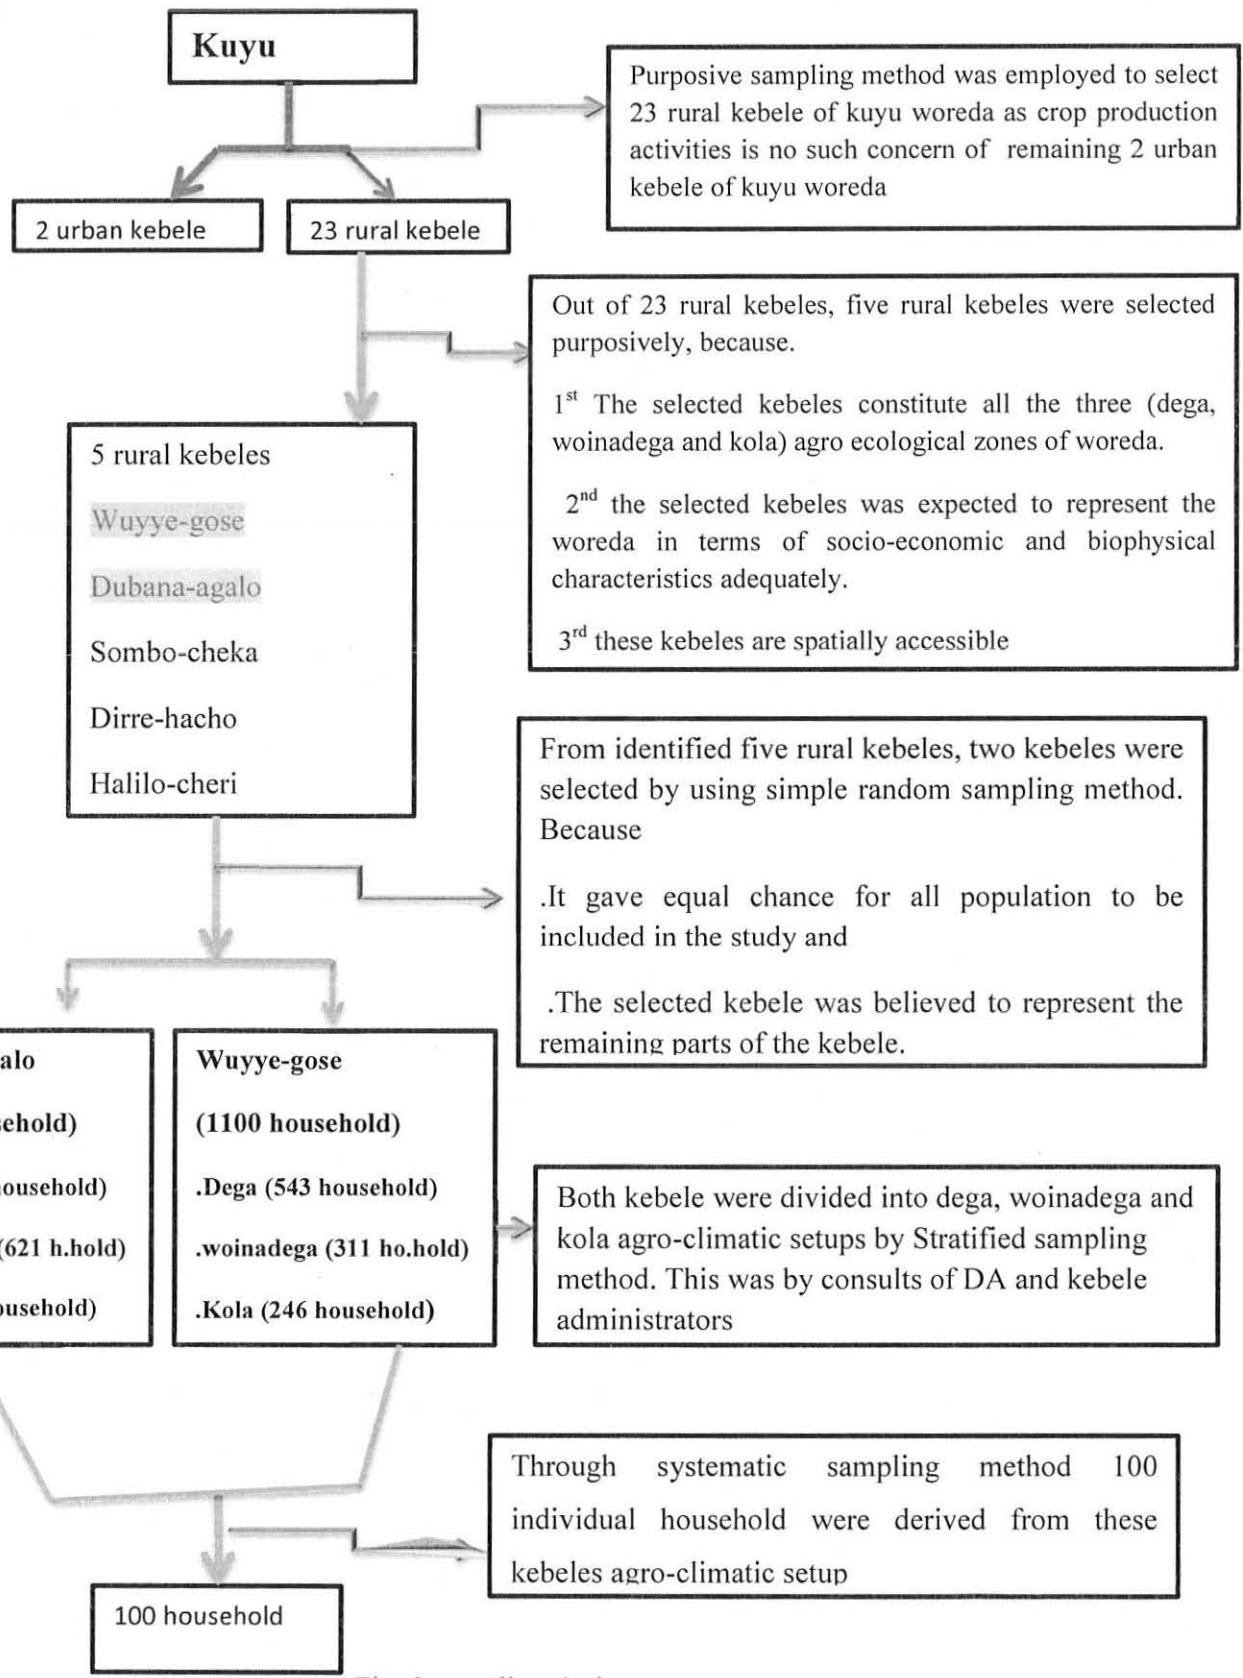 Kuyu
Purposive sampling method was employed to select
23 rural kebele of kuyu woreda as crop production
activities is no such concern of remaining 2 urban
kebele of kuyu woreda
2 urban kebele
23 rural kebele
Out of 23 rural kebeles, five rural kebeles were selected
purposively, because.
1st The selected kebeles constitute all the three (dega,
woinadega and kola) agro ecological zones of woreda.
2nd the selected kebeles was expected to represent the
woreda in terms of socio-economic and biophysical
characteristics adequately.
3rd these kebeles are spatially accessible
5 rural kebeles
Wuyye-gose
Dubana-agalo
Sombo-cheka
Dirre-hacho
Halilo-cheri
From identified five rural kebeles, two kebeles were
selected by using simple random sampling method.
Because
.It gave equal chance for all population to be
included in the study and
.The selected kebele was believed to represent the
remaining parts of the kebele.
alo
ehold)
ousehold)
(621 h.hold)
ousehold)
Wuyye-gose
(1100 household)
.Dega (543 household)
.woinadega (311 ho.hold)
.Kola (246 household)
Both kebele were divided into dega, woinadega and
kola agro-climatic setups by Stratified sampling
method. This was by consults of DA and kebele
administrators
Through systematic sampling method 100
individual household were derived from these
kebeles agro-climatic setup
100 household